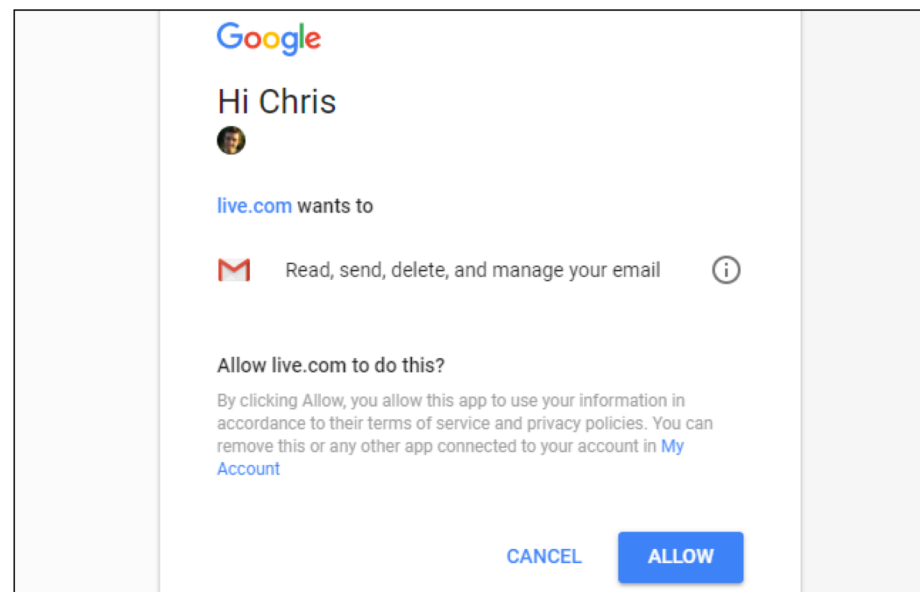 Google
Hi Chris
live.com wants to
Read, send, delete, and manage your email
Allow live.com to do this?
By clicking Allow, you allow this app to use your information in
accordance to their terms of service and privacy policies. You can
remove this or any other app connected to your account in My
Account
CANCEL ALLOW